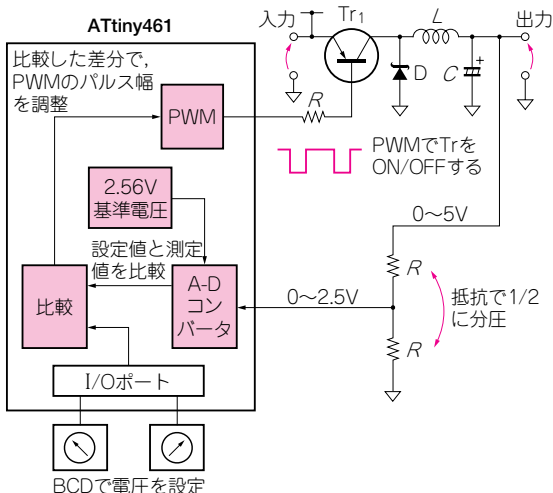 ATtiny461
比較した差分で，
PWMのパルス幅
を調整
PWM
2.56V
基準電圧
設定値と測定
値を比較
比較
A-D
コン
バータ
I/Oポート
BCDで電圧を設定
入力
Tr1
L
出力
D
C
+
R
PWMでTrを
ON/OFFする
0～5V
R
0～2.5V
抵抗で1/2
に分圧
R